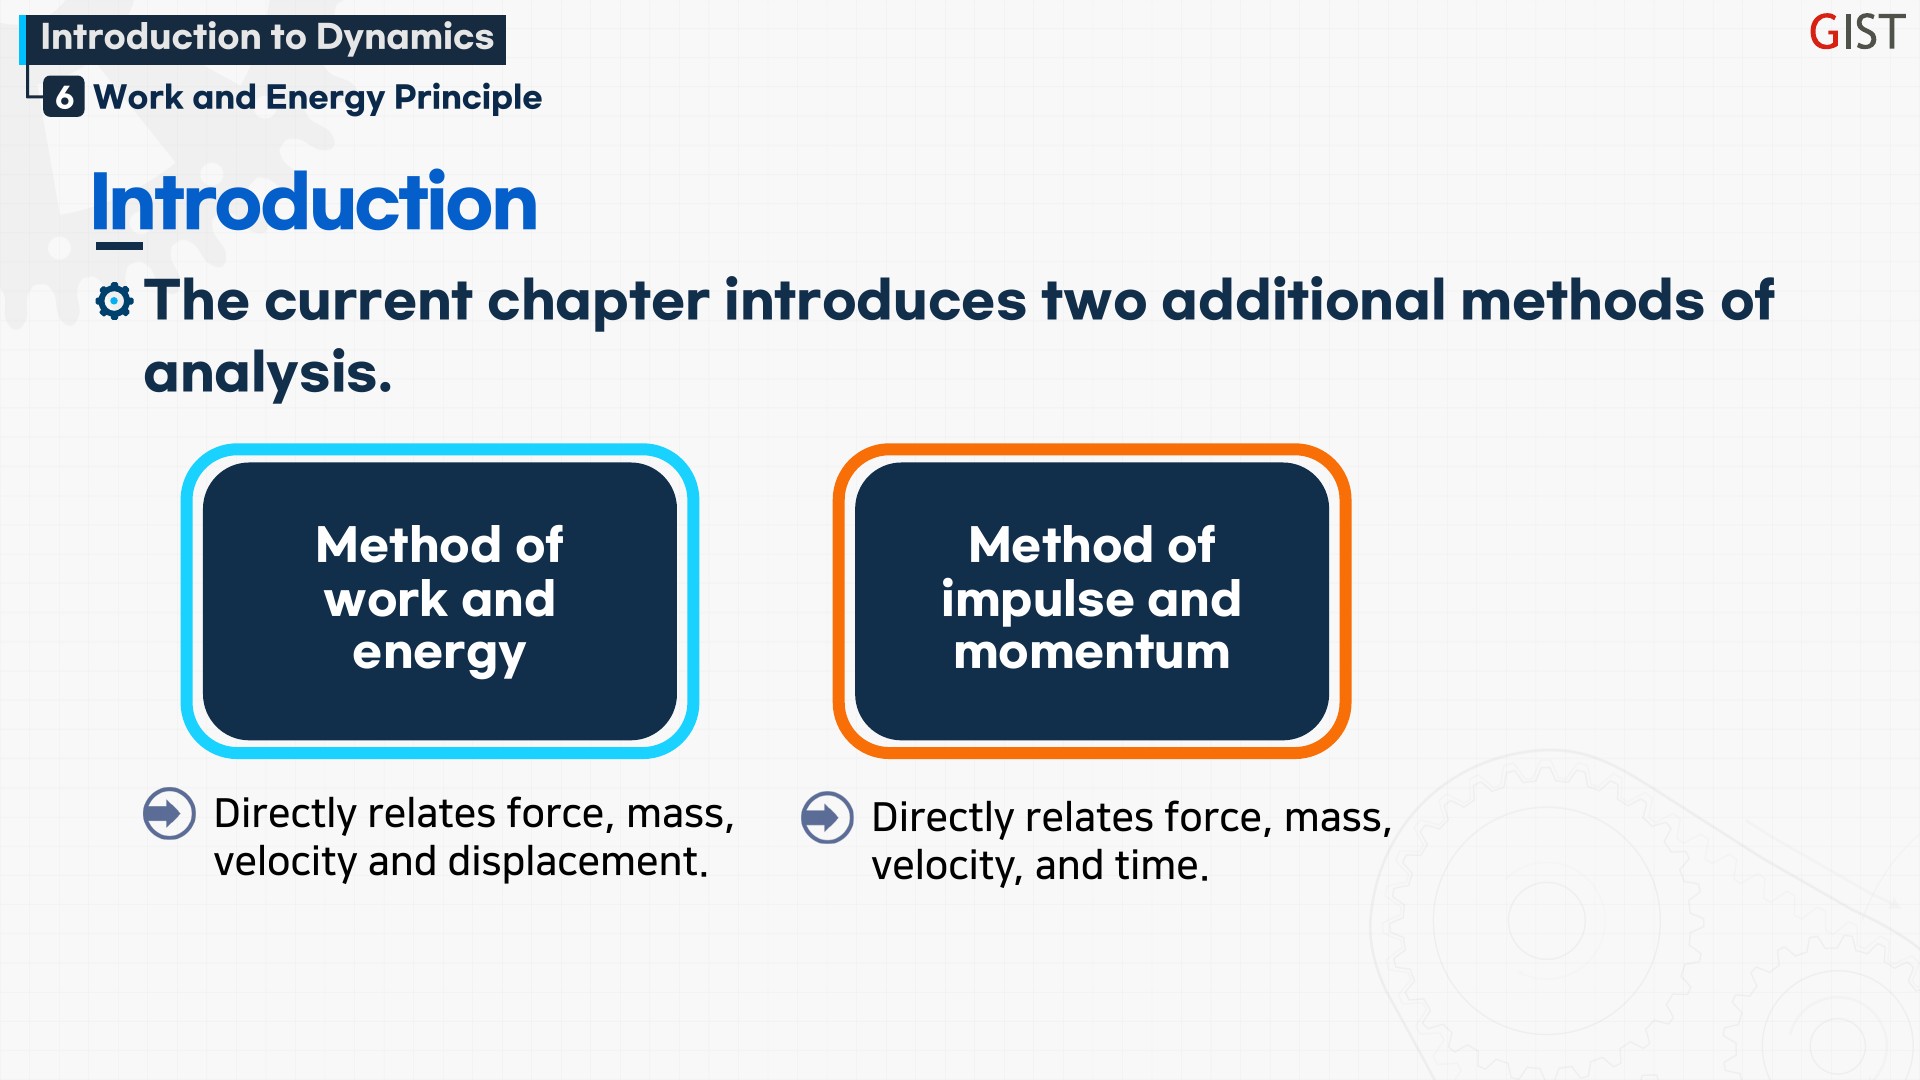 Introduction to Dynamics
GIST
6 Work and Energy Principle
Introduction
The current chapter introduces two additional methods of
analysis.
Method of
work and
energy
Directly relates force, mass,
velocity and displacement.
Method of
impulse and
momentum
Directly relates force, mass,
velocity, and time.